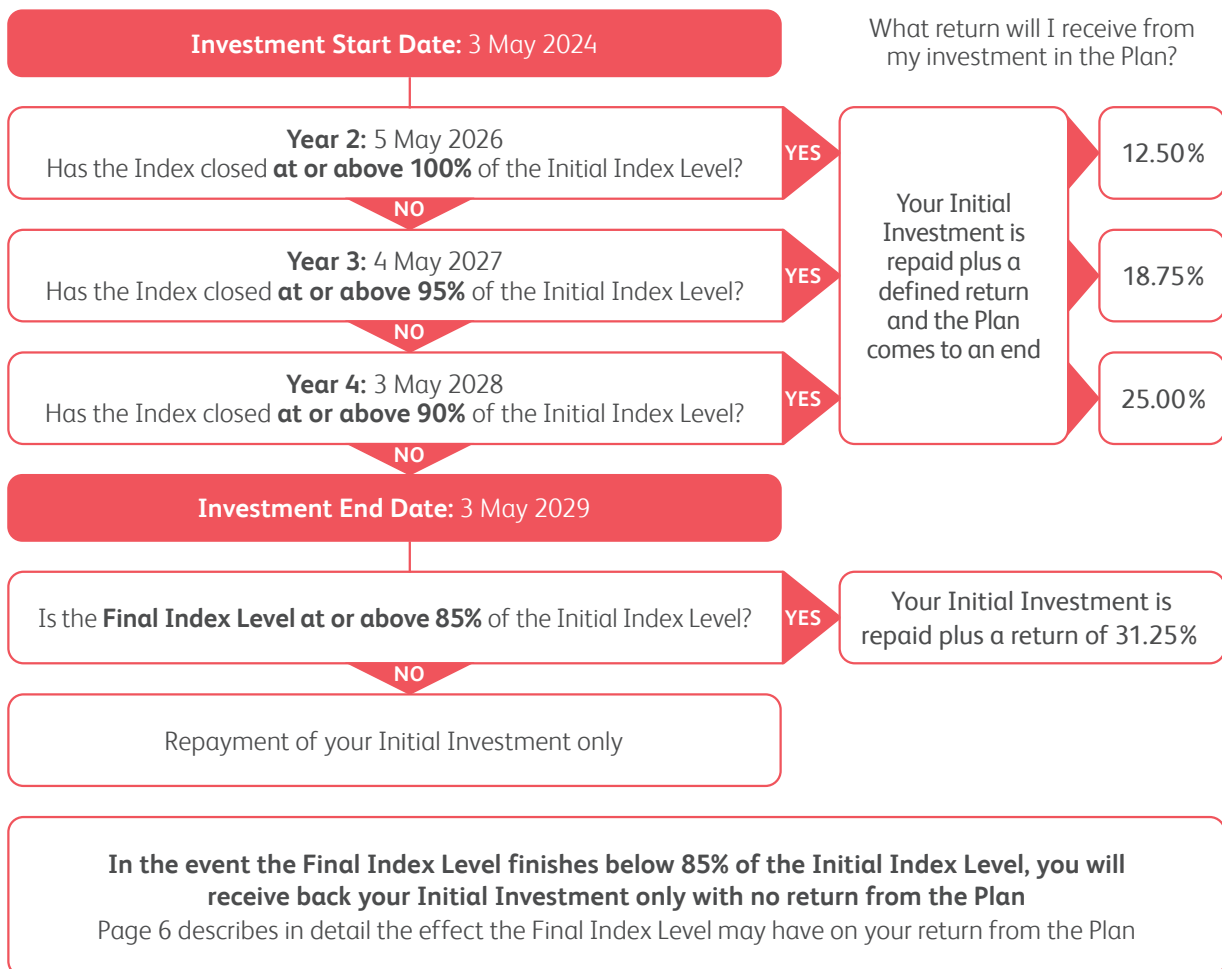 Investment Start Date: 3 May 2024
What return will I receive from
my investment in the Plan?
Year 2: 5 May 2026
Has the Index closed at or above 100% of the Initial Index Level?
YES
12.50%
NO
Year 3: 4 May 2027
Has the Index closed at or above 95% of the Initial Index Level?
YES
18.75%
NO
Year 4: 3 May 2028
Has the Index closed at or above 90% of the Initial Index Level?
YES
25.00%
NO
Your Initial
Investment is
repaid plus a
defined return
and the Plan
comes to an end
Investment End Date: 3 May 2029
Is the Final Index Level at or above 85% of the Initial Index Level?
YES
Your Initial Investment is
repaid plus a return of 31.25%
NO
Repayment of your Initial Investment only
In the event the Final Index Level finishes below 85% of the Initial Index Level, you will
receive back your Initial Investment only with no return from the Plan
Page 6 describes in detail the effect the Final Index Level may have on your return from the Plan